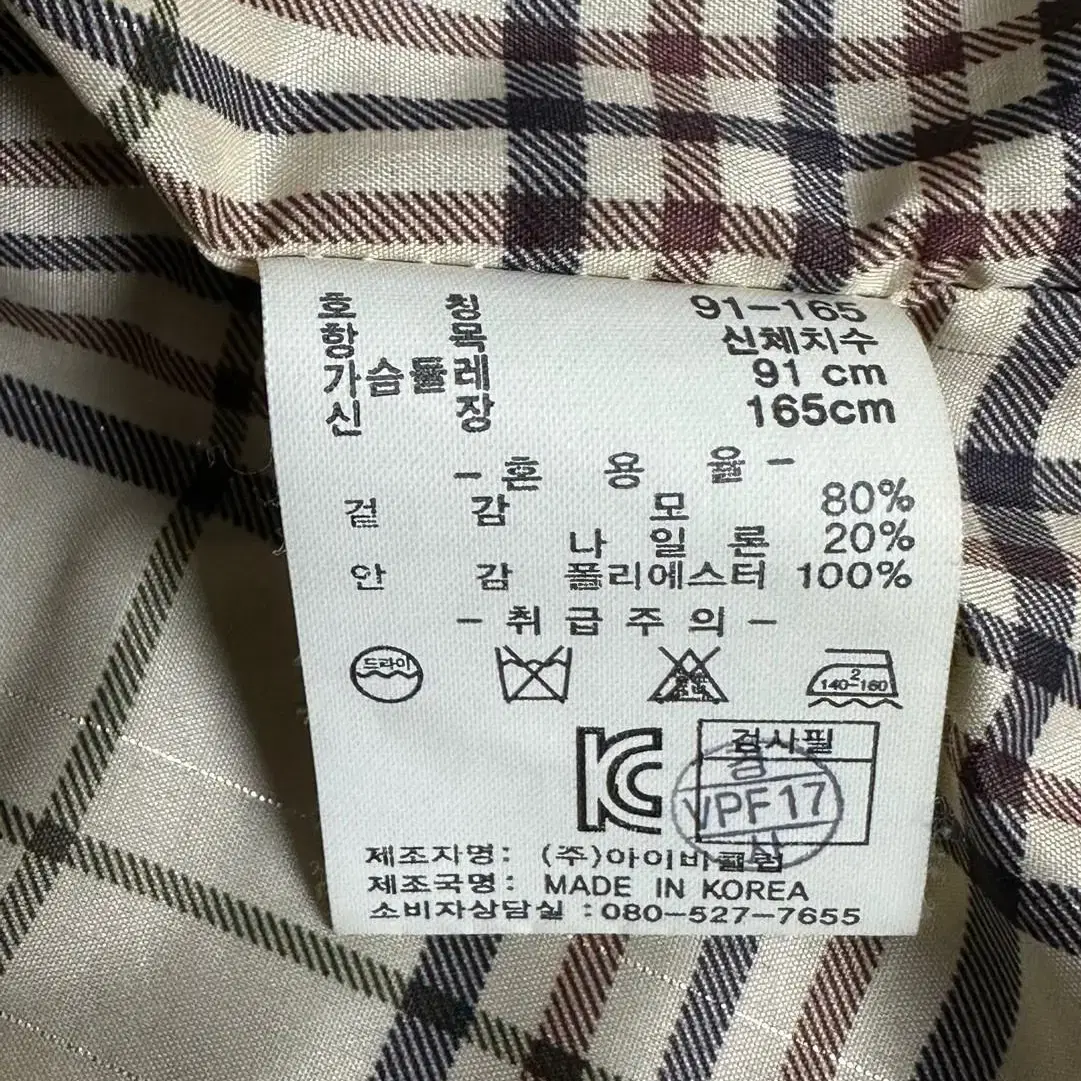 호 칭 91-165
항 목 신체치수
가슴둘레 91 cm
신 장 165cm
- 혼 용 율 -
겉 감 모 80%
나 일 론 20%
안 감 폴리에스터 100%
- 취 급 주 의 -
드라이
2
140-160
KC
검사필
검
VPF17
사
제조자명: (주)아이비클럽
제조국명: MADE IN KOREA
소비자상담실 :080-527-7655